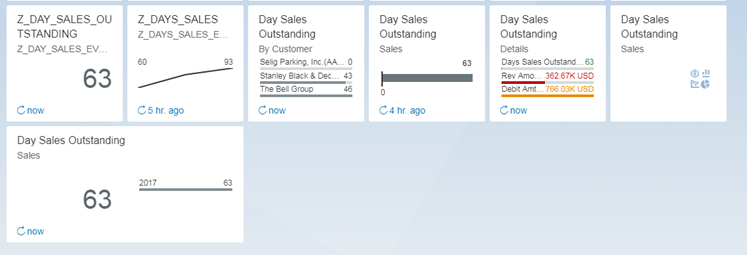 Z_DAY_SALES_OU
TSTANDING
Z_DAY_SALES_EV...
63
now
Z_DAYS_SALES
Z_DAYS_SALES_E...
60 93
5 hr. ago
Day Sales
Outstanding
By Customer
Selig Parking, Inc.(AA... 0
Stanley Black & Dec... 43
The Bell Group 46
now
Day Sales
Outstanding
Sales
63
0
4 hr. ago
Day Sales
Outstanding
Details
Days Sales Outstand... 63
Rev Amo... 362.67K USD
Debit Amt... 766.03K USD
now
Day Sales
Outstanding
Sales
Day Sales Outstanding
Sales
63
2017 63
now